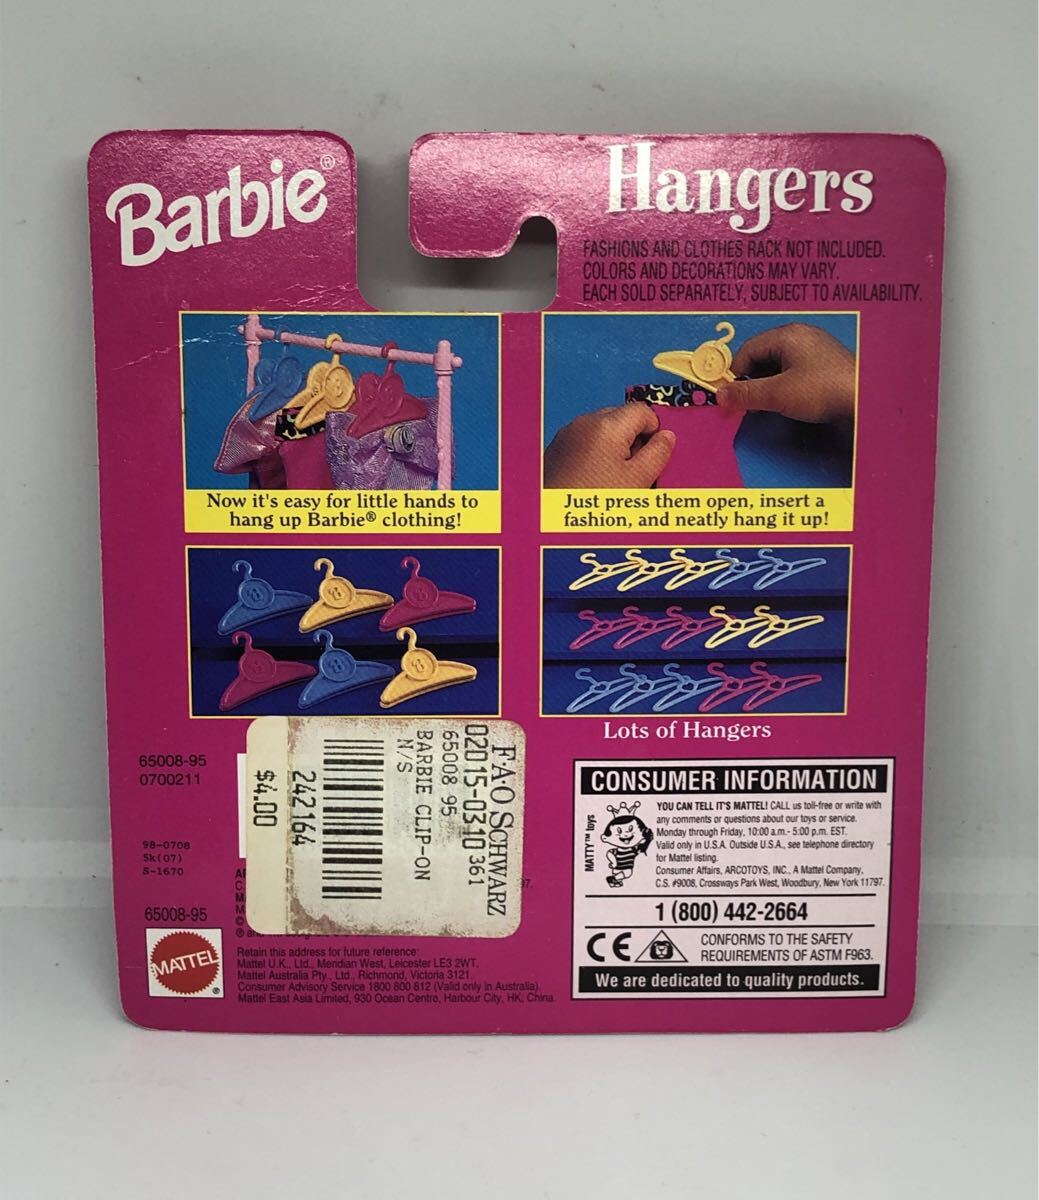 Barbie®
Hangers
FASHIONS AND CLOTHES RACK NOT INCLUDED.
COLORS AND DECORATIONS MAY VARY.
EACH SOLD SEPARATELY, SUBJECT TO AVAILABILITY.
Now it's easy for little hands to
hang up Barbie® clothing!
Just press them open, insert a
fashion, and neatly hang it up!
Lots of Hangers
65008-95
0700211
98-0708
Sk(07)
S-1670
65008-95
MATTEL
®
F·A·O SCHWARZ
02015-0310361
65008 95
BARBIE CLIP-ON
N/S
242164
$4.00
97.
Retain this address for future reference:
Mattel U.K., Ltd., Meridian West, Leicester LE3 2WT.
Mattel Australia Pty., Ltd., Richmond, Victoria 3121.
Consumer Advisory Service 1800 800 812 (Valid only in Australia).
Mattel East Asia Limited, 930 Ocean Centre, Harbour City, HK, China.
CONSUMER INFORMATION
MATTY™ toys
YOU CAN TELL IT'S MATTEL! CALL us toll-free or write with
any comments or questions about our toys or service.
Monday through Friday, 10:00 a.m.- 5:00 p.m. EST.
Valid only in U.S.A. Outside U.S.A., see telephone directory
for Mattel listing.
Consumer Affairs, ARCOTOYS, INC., A Mattel Company,
C.S. #9008, Crossways Park West, Woodbury, New York 11797.
1 (800) 442-2664
CE
CONFORMS TO THE SAFETY
REQUIREMENTS OF ASTM F963.
We are dedicated to quality products.